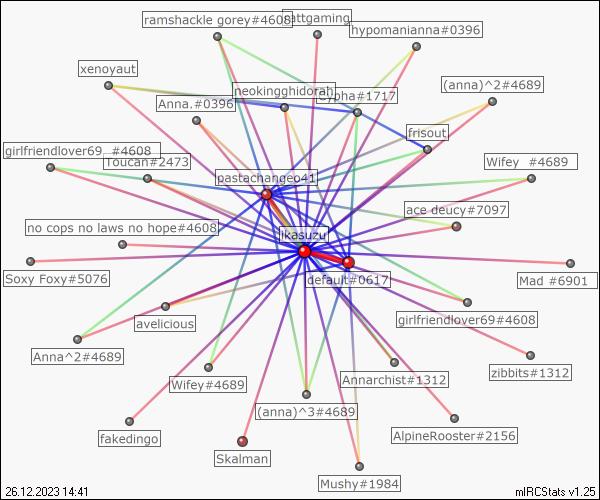 ramshackle gorey#4608
attgaming
hypomanianna#0396
xenoyaut
neokingghidorah
(anna)^2#4689
Anna.#0396
cypha#1717
frisout
girlfriendlover69_#4608
Toucan#2473
pastachangeo41
Wifey_#4689
ace deucy#7097
no cops no laws no hope#4608
jkasuzu
Soxy Foxy#5076
default#0617
Mad #6901
avelicious
girlfriendlover69#4608
Anna^2#4689
Wifey#4689
Annarchist#1312
zibbits#1312
(anna)^3#4689
fakedingo
AlpineRooster#2156
Skalman
Mushy#1984
26.12.2023 14:41
mIRCStats v1.25